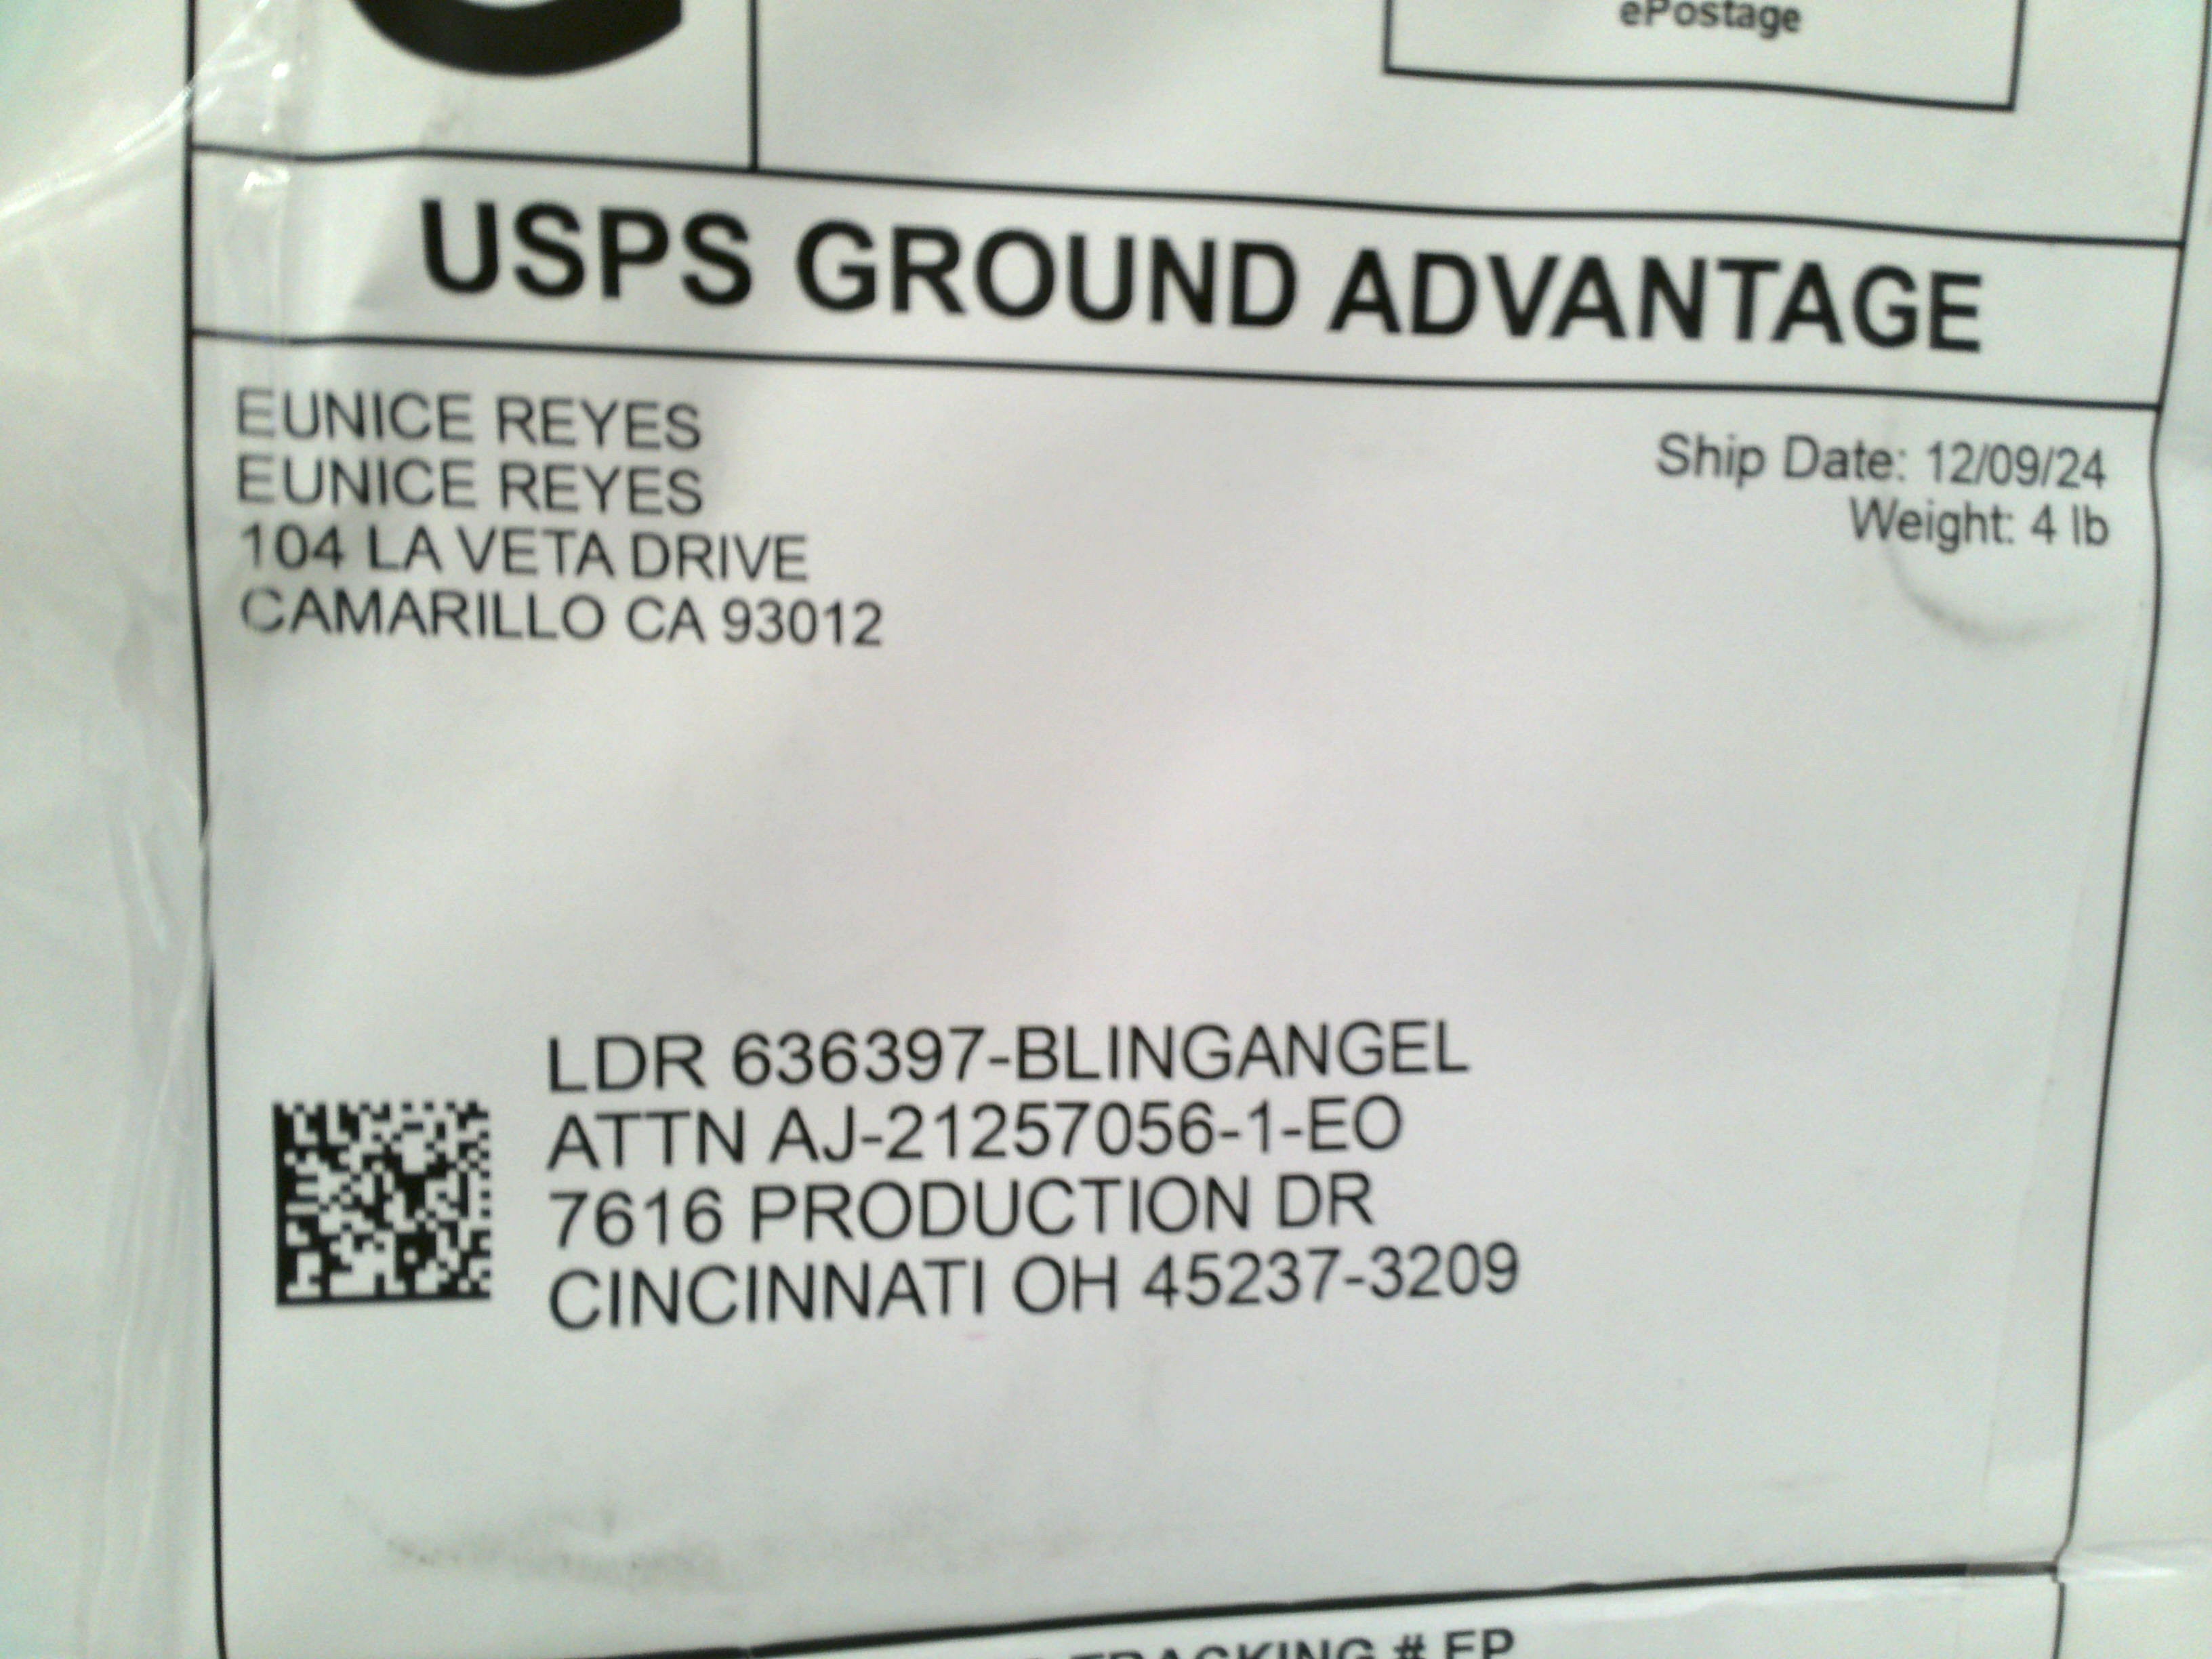 ePostage
USPS GROUND ADVANTAGE
EUNICE REYES
EUNICE REYES
104 LA VETA DRIVE
CAMARILLO CA 93012
Ship Date: 12/09/24
Weight: 4 lb
LDR 636397-BLINGANGEL
ATTN AJ-21257056-1-EO
7616 PRODUCTION DR
CINCINNATI OH 45237-3209
TRACKING # EP